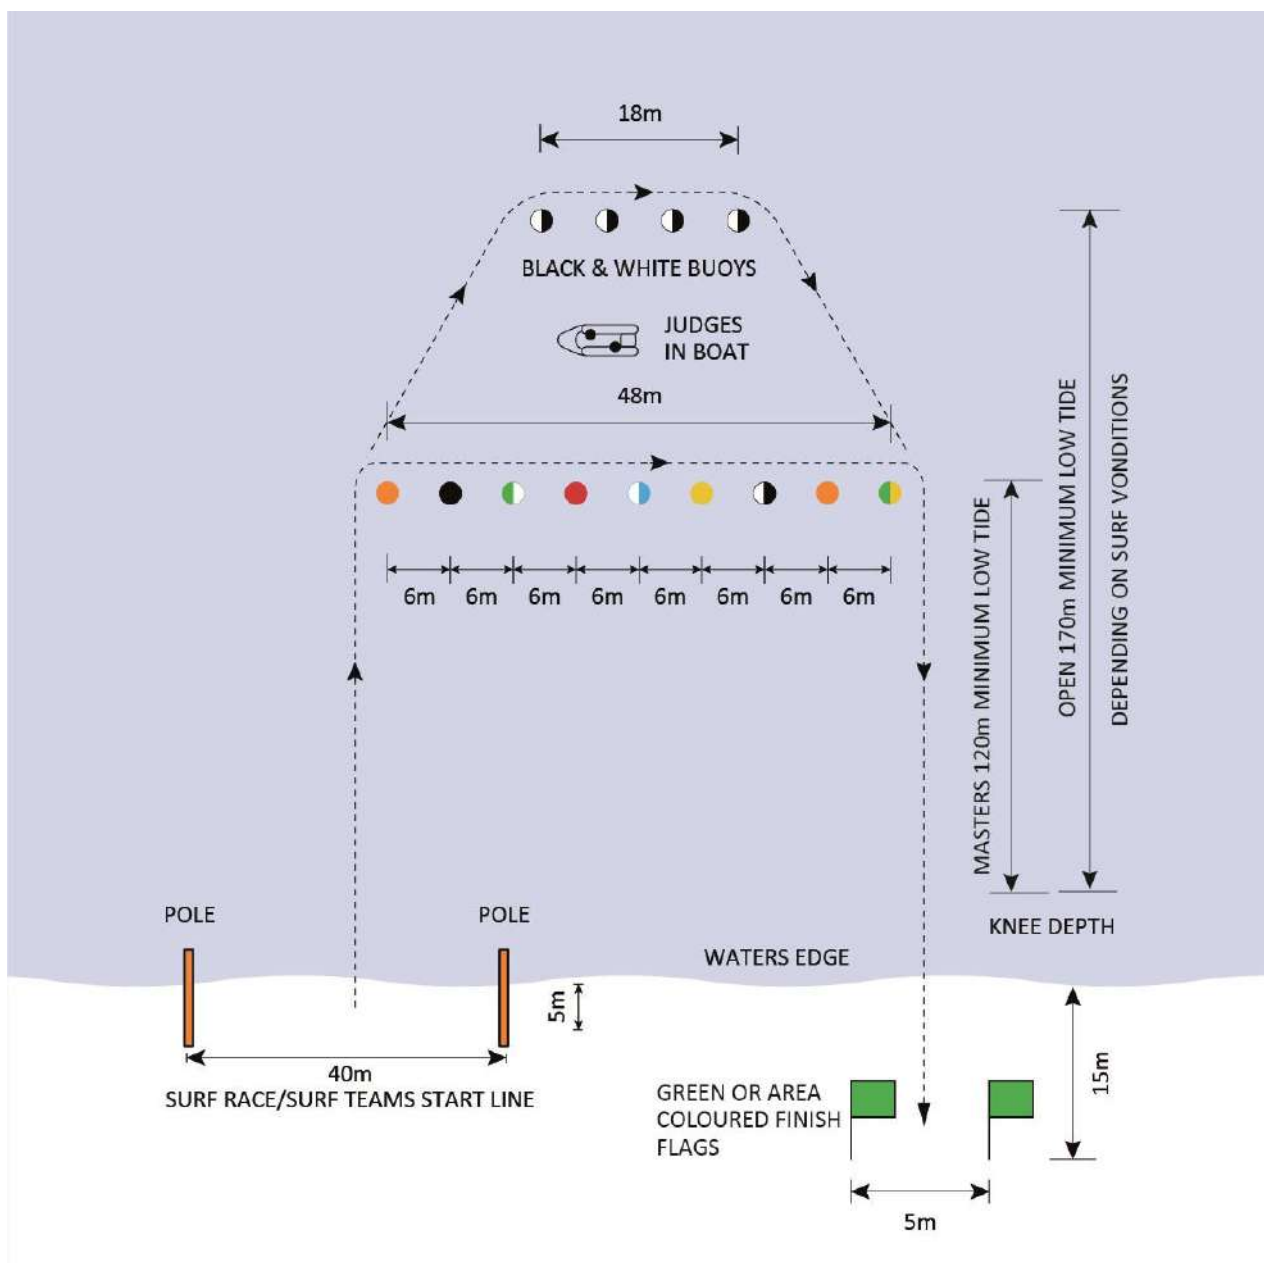 18m
BLACK & WHITE BUOYS
JUDGES
IN BOAT
48m
6m 6m 6m 6m 6m 6m 6m 6m
MASTERS 120m MINIMUM LOW TIDE
OPEN 170m MINIMUM LOW TIDE
DEPENDING ON SURF VONDITIONS
POLE
POLE
KNEE DEPTH
WATERS EDGE
5m
40m
SURF RACE/SURF TEAMS START LINE
GREEN OR AREA
COLOURED FINISH
FLAGS
15m
5m